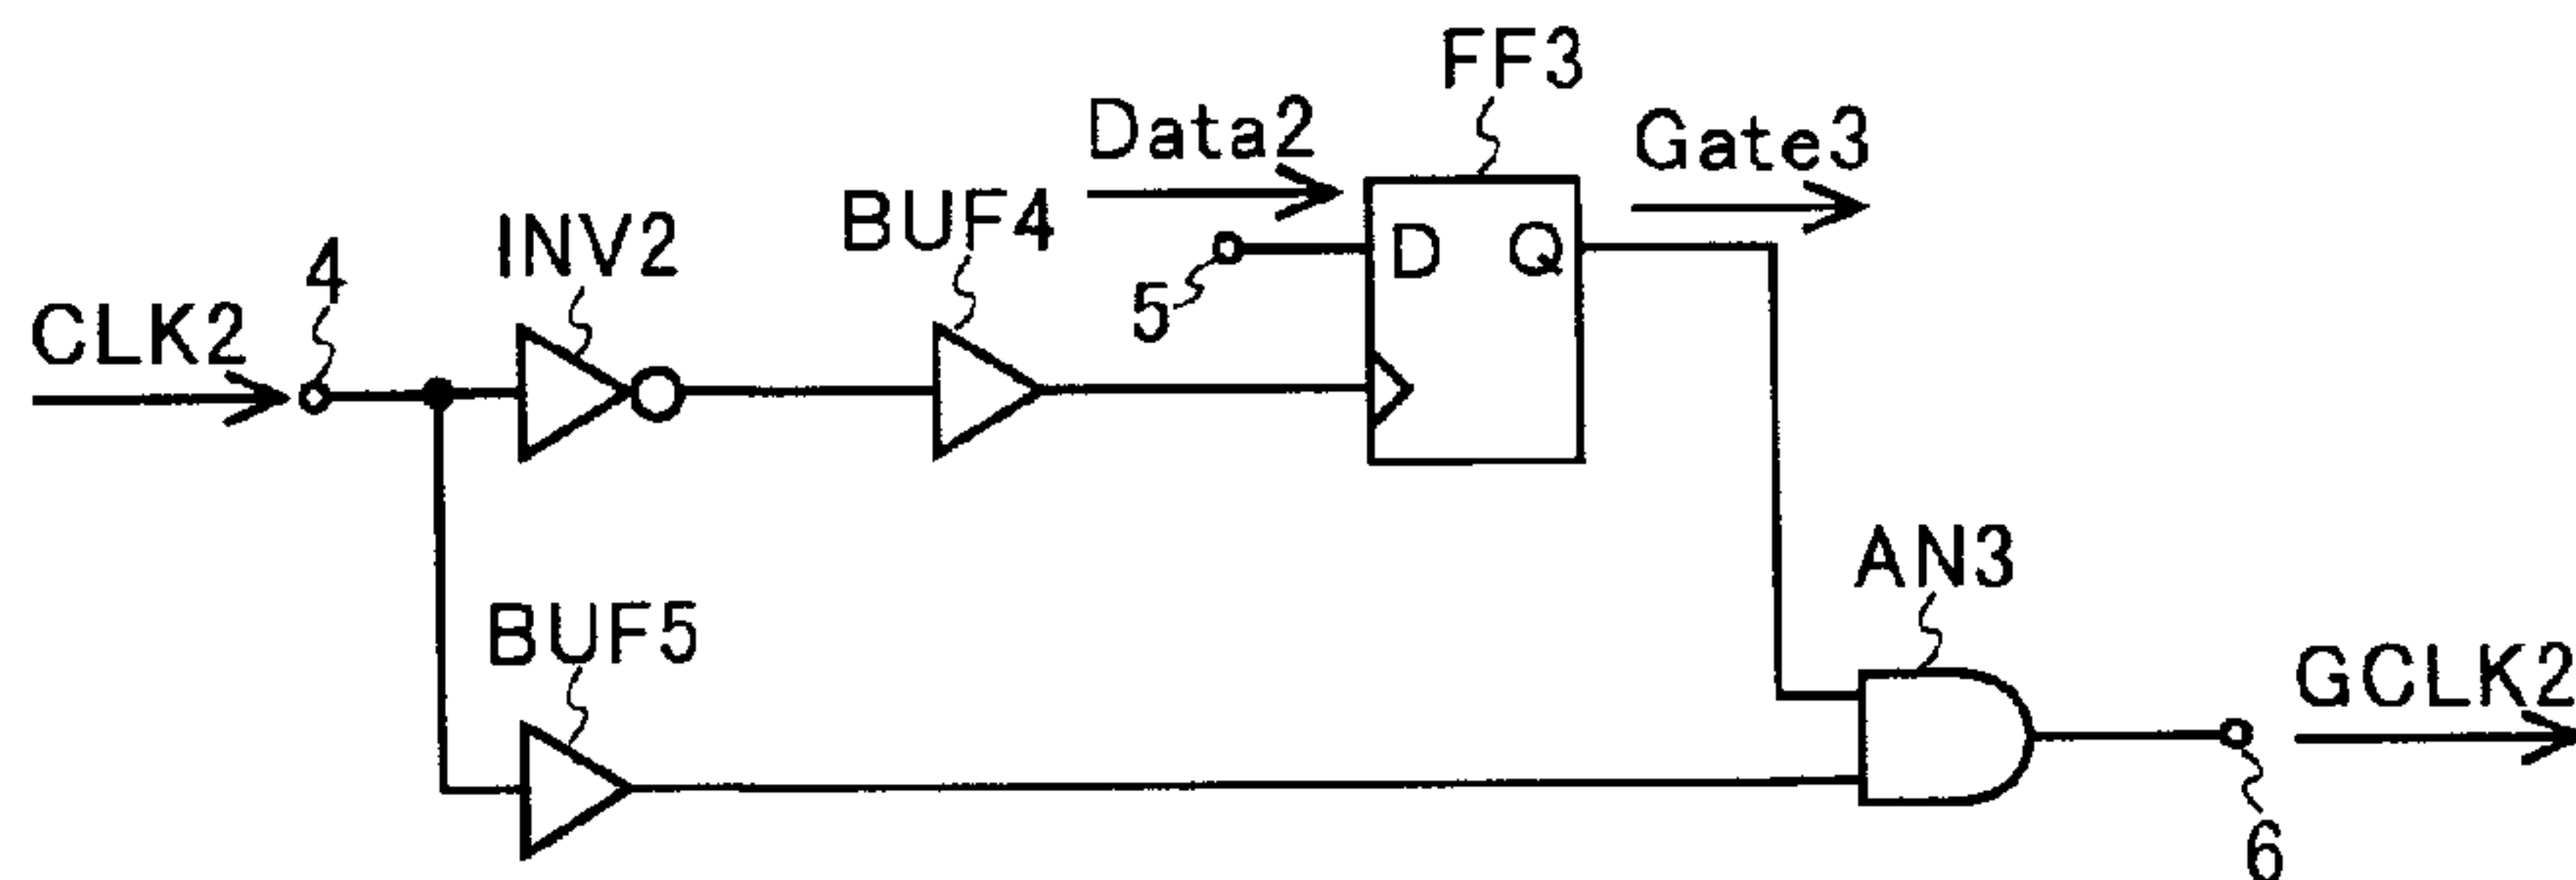 FF3
Data2
Gate3
BUF4
INV2
4
CLK2
5
D
Q
AN3
BUF5
GCLK2
6